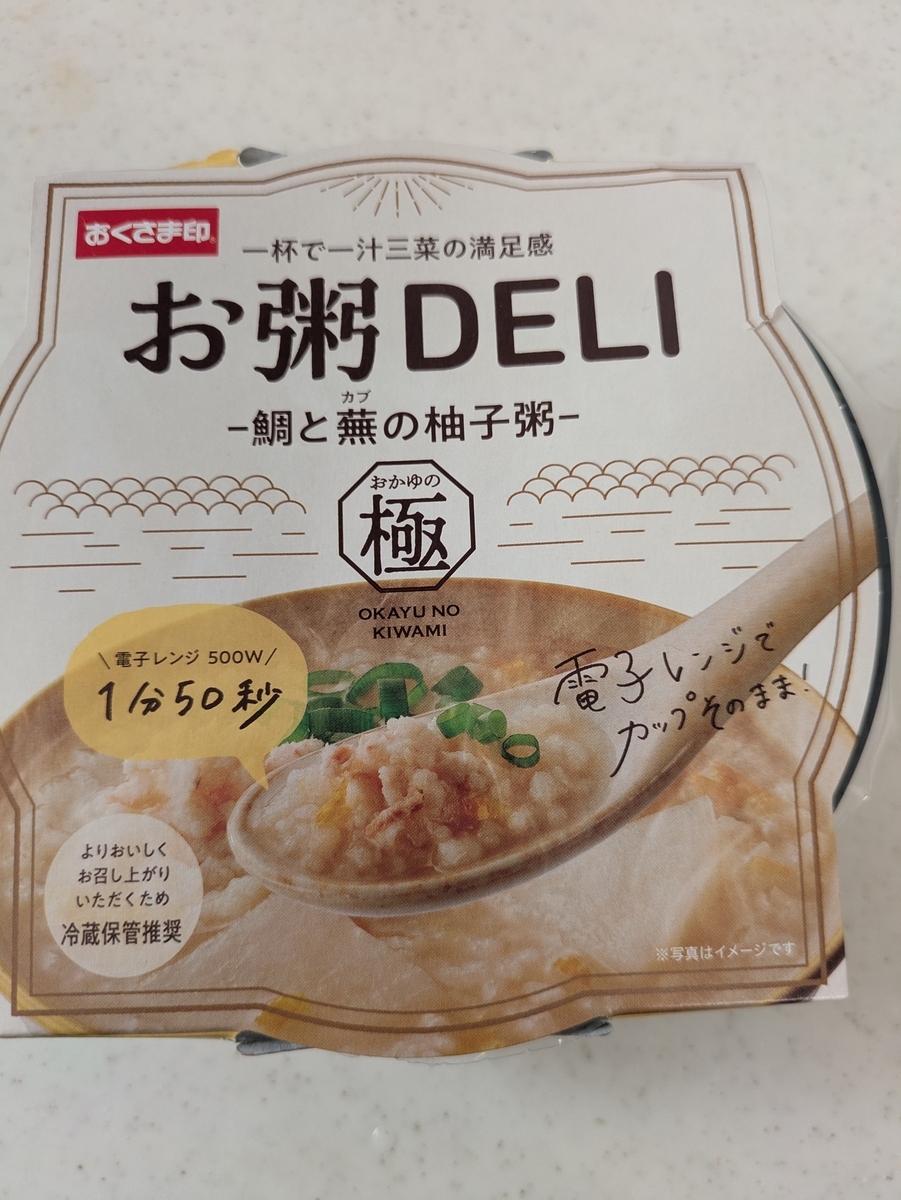 おくさま印®
一杯で一汁三菜の満足感
お粥DELI
カブ
-鯛と蕪の柚子粥-
おかゆの
極
OKAYU NO
KIWAMI
\ 電子レンジ 500W /
1分50秒
電子レンジで
カップそのまま!
よりおいしく
お召し上がり
いただくため
冷蔵保管推奨
※写真はイメージです